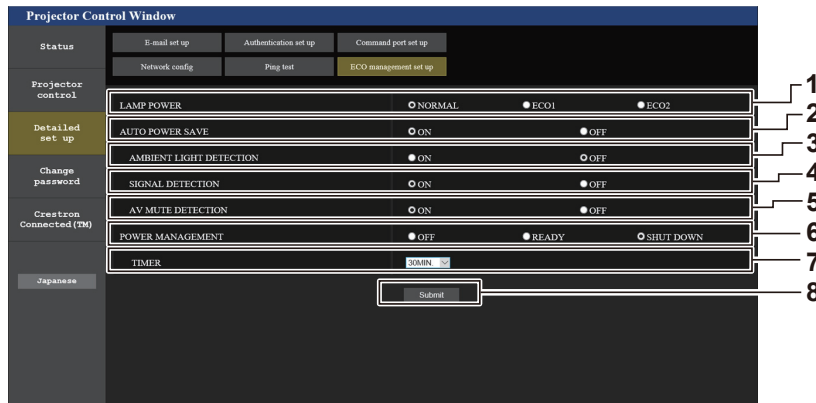 Projector Control Window
Status
E-mail set up
Authentication set up
Command port set up
Network config
Ping test
ECO management set up
Projector
control
Detailed
set up
Change
password
Crestron
Connected(TM)
Japanese
LAMP POWER NORMAL ECO1 ECO2 1
AUTO POWER SAVE ON OFF 2
AMBIENT LIGHT DETECTION ON OFF 3
SIGNAL DETECTION ON OFF 4
AV MUTE DETECTION ON OFF 5
POWER MANAGEMENT OFF READY SHUT DOWN 6
TIMER 30MIN. 7
Submit 8